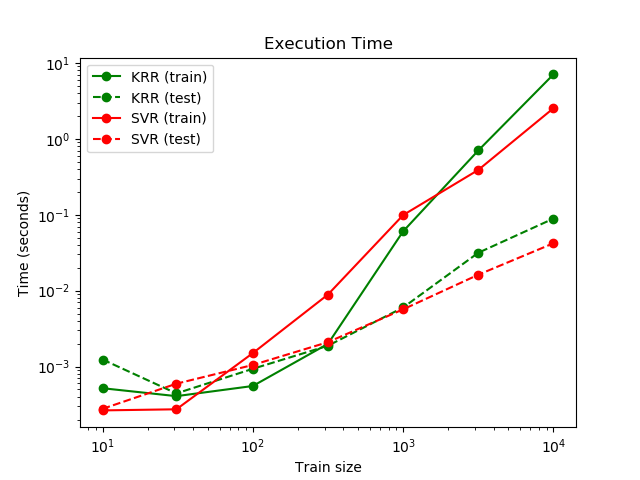 Execution Time
KRR (train)
KRR (test)
SVR (train)
SVR (test)
Time (seconds)
10¹
10⁰
10⁻¹
10⁻²
10⁻³
10¹ 10² 10³ 10⁴
Train size